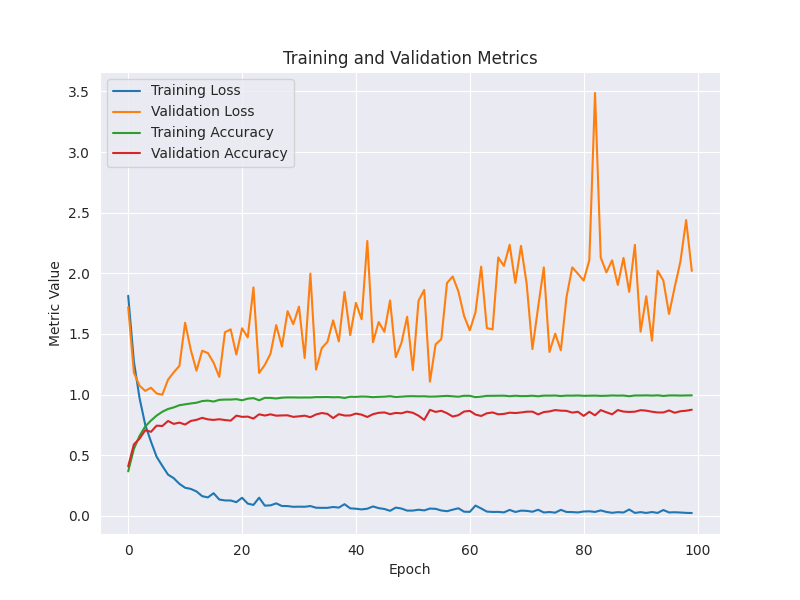 Training and Validation Metrics
Training Loss
Validation Loss
Training Accuracy
Validation Accuracy
3.5
3.0
2.5
2.0
1.5
1.0
0.5
0.0
Metric Value
0 20 40 60 80 100
Epoch